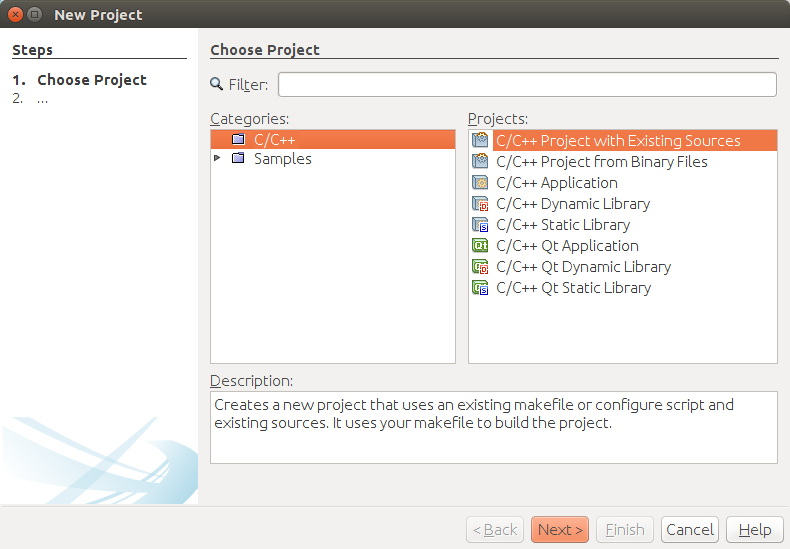 New Project
Steps
1. Choose Project
2. ...
Choose Project
Filter:
Categories:
C/C++
Samples
Projects:
C/C++ Project with Existing Sources
C/C++ Project from Binary Files
C/C++ Application
C/C++ Dynamic Library
C/C++ Static Library
C/C++ Qt Application
C/C++ Qt Dynamic Library
C/C++ Qt Static Library
Description:
Creates a new project that uses an existing makefile or configure script and
existing sources. It uses your makefile to build the project.
< Back Next > Finish Cancel Help